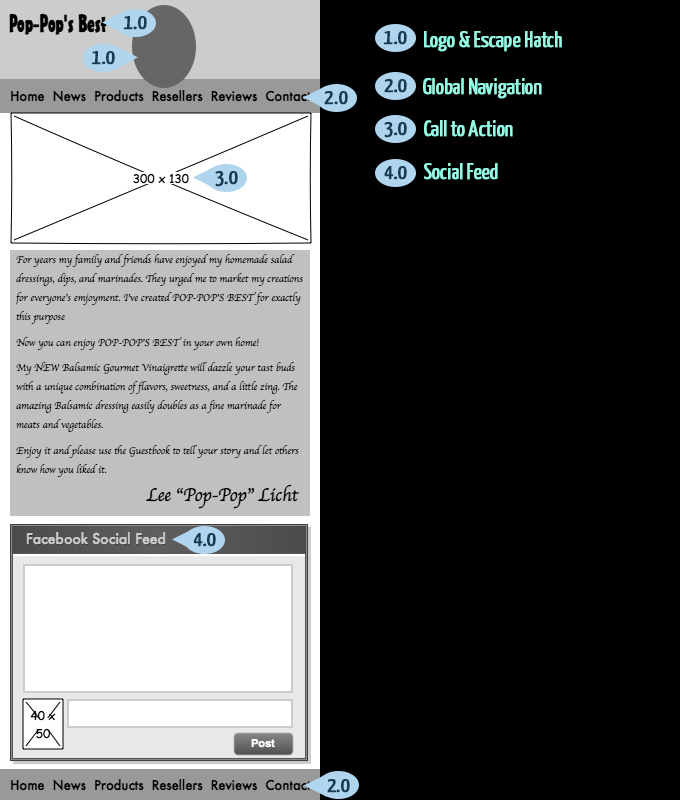 Pop-Pop's Best 1.0
1.0
Home News Products Resellers Reviews Contact 2.0
300 x 130 3.0
For years my family and friends have enjoyed my homemade salad
dressings, dips, and marinades. They urged me to market my creations
for everyone's emjoyment. I've created POP-POP'S BEST for exactly
this purpose
Now you can enjoy POP-POP'S BEST in your own home!
My NEW Balsamic Gourmet Vinaigrette will dazzle your tast buds
with a unique combination of flavors, sweetness, and a little zing. The
amazing Balsamic dressing easily doubles as a fine marinade for
meats and vegetables.
Enjoy it and please use the Guestbook to tell your story and let others
know how you liked it.
Lee “Pop-Pop” Licht
Facebook Social Feed 4.0
40 x
50
Post
Home News Products Resellers Reviews Contact 2.0
1.0 Logo & Escape Hatch
2.0 Global Navigation
3.0 Call to Action
4.0 Social Feed